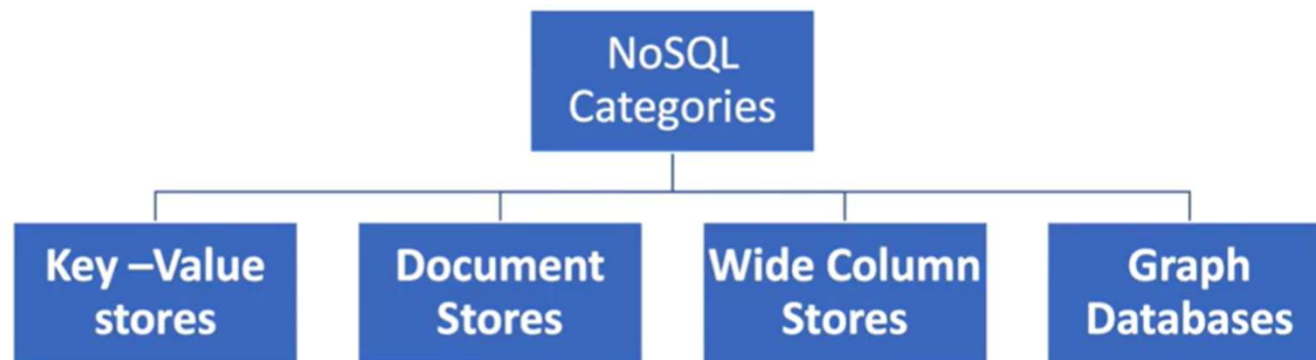 NoSQL
Categories
Key –Value
stores
Document
Stores
Wide Column
Stores
Graph
Databases